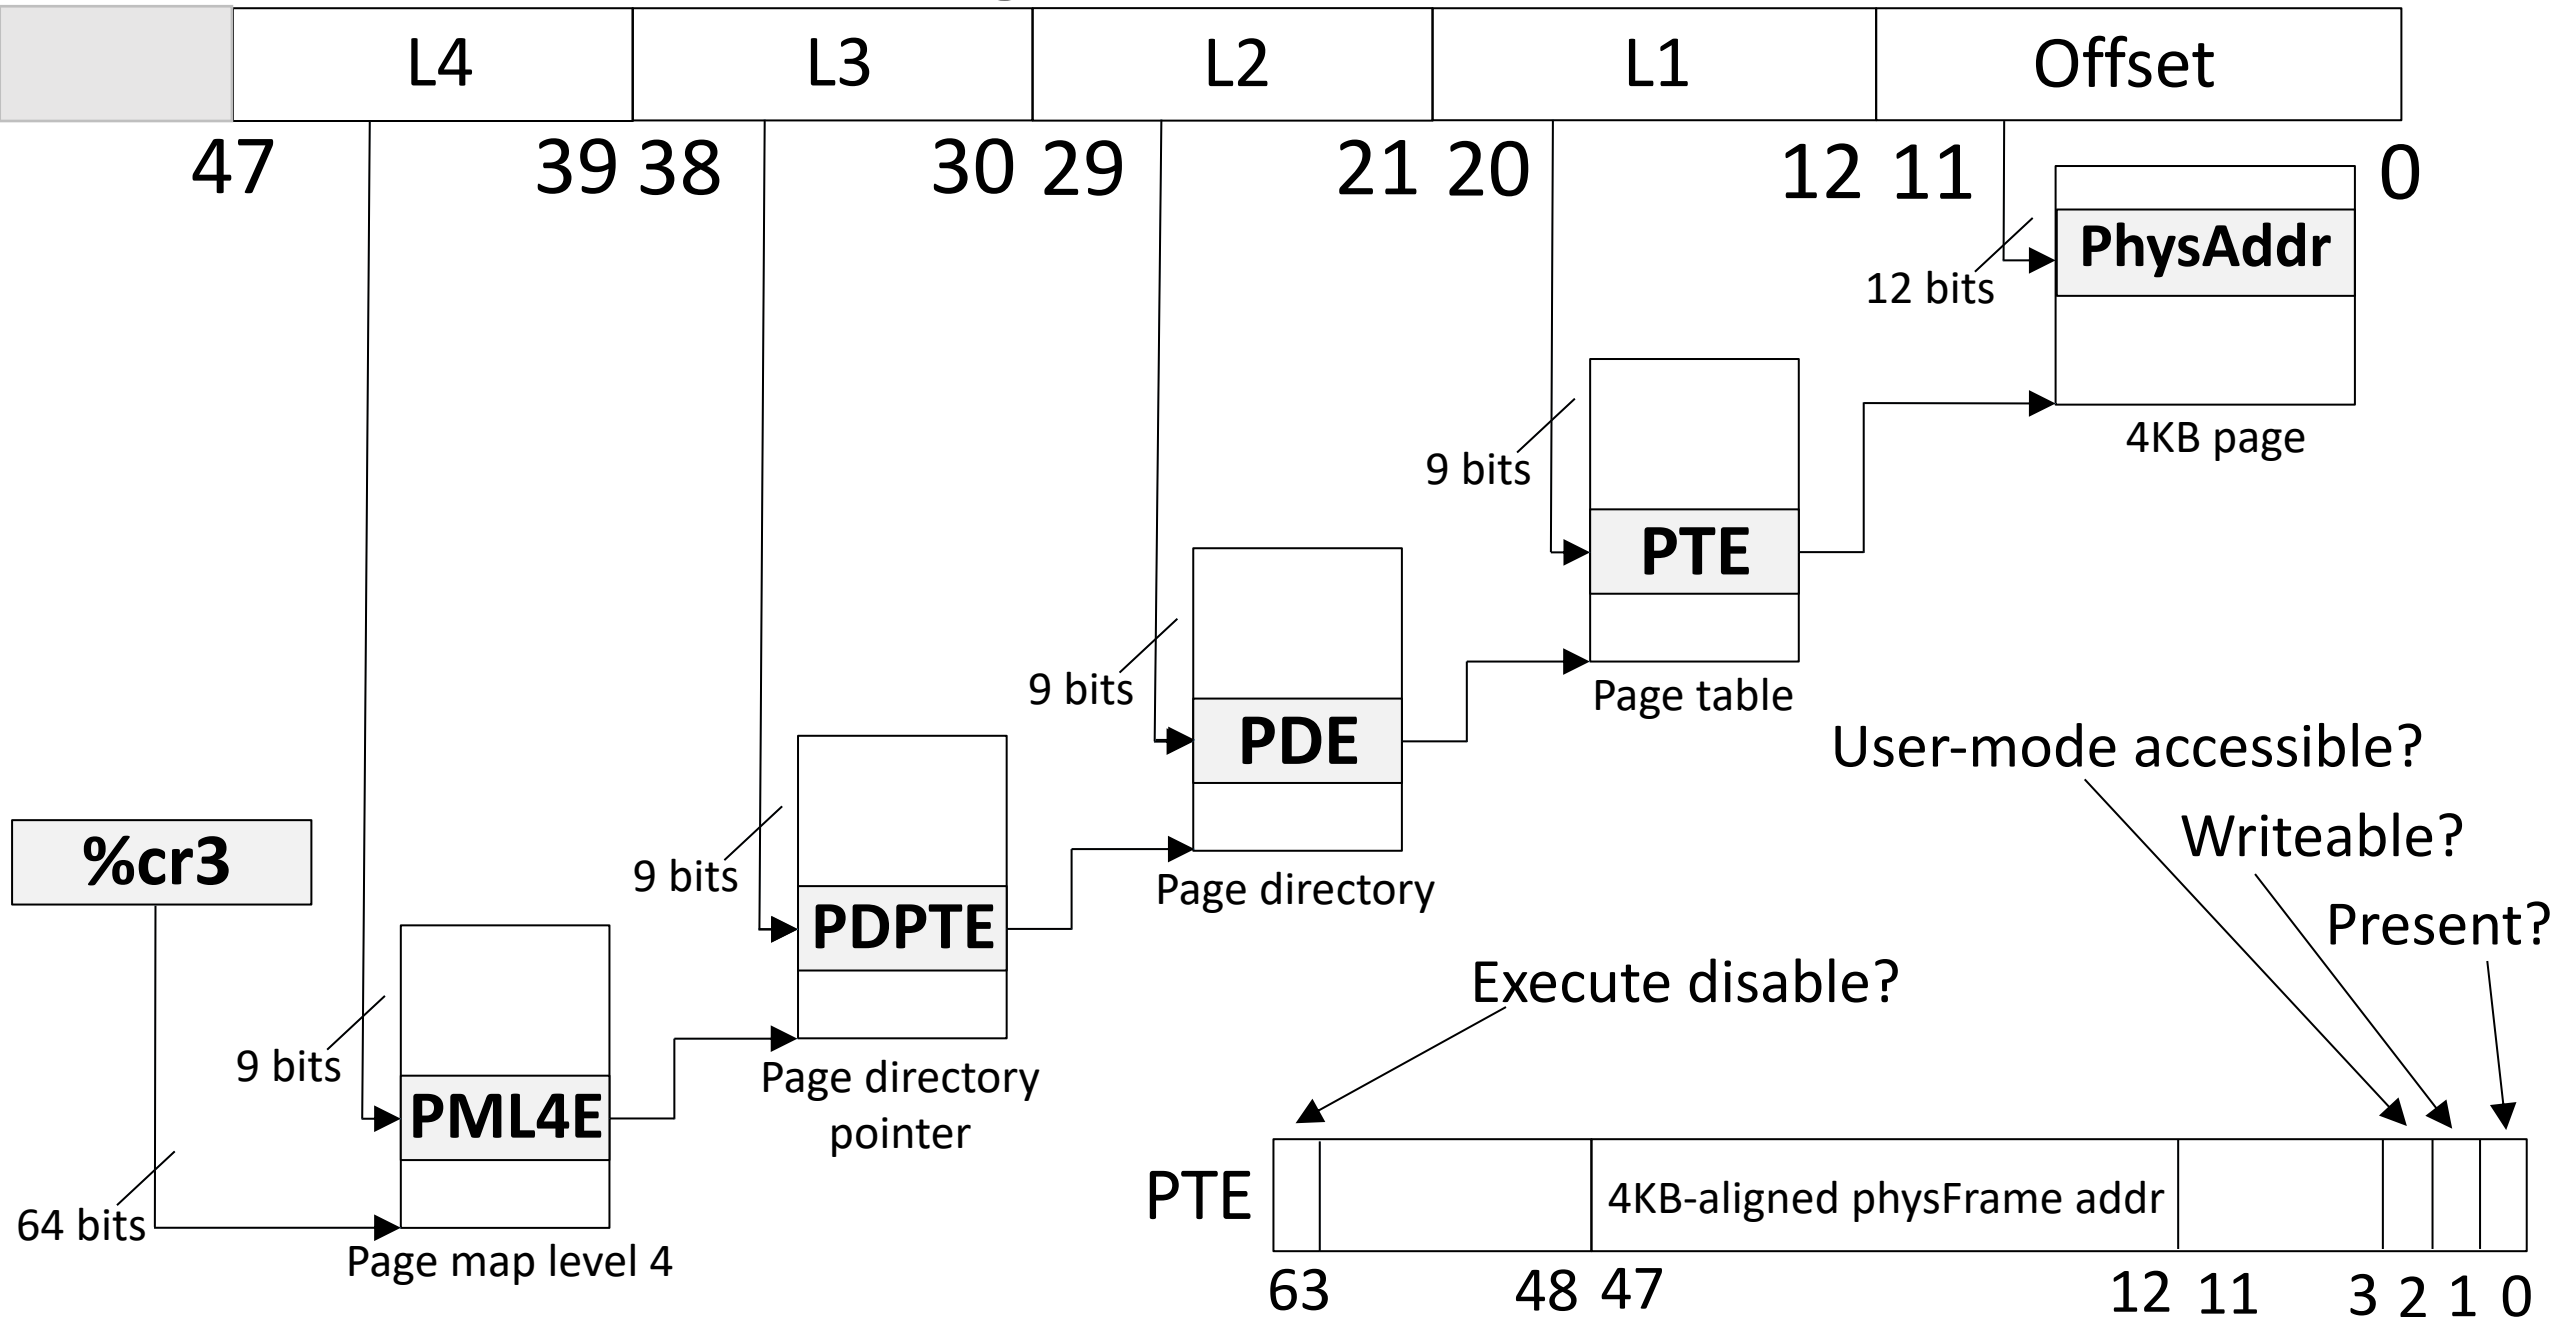 L4 L3 L2 L1 Offset
47 39 38 30 29 21 20 12 11 0
PhysAddr
12 bits
4KB page
9 bits
PTE
Page table
9 bits
PDE
Page directory
User-mode accessible?
Writeable?
Present?
Execute disable?
%cr3
9 bits
PDPTE
Page directory
pointer
9 bits
PML4E
64 bits
Page map level 4
PTE
4KB-aligned physFrame addr
63 48 47 12 11 3 2 1 0